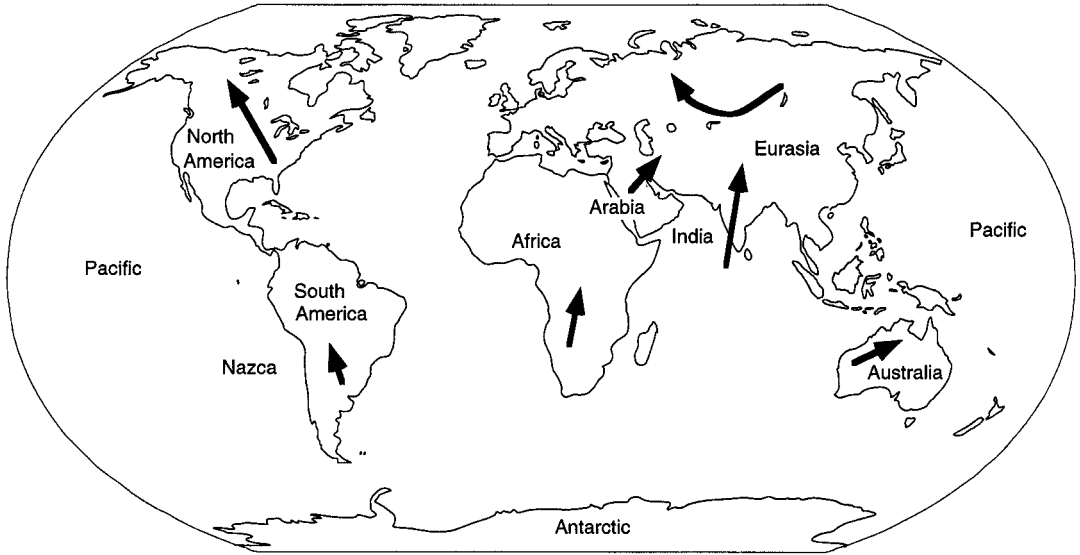 North
America
Eurasia
Arabia
Africa
India
Pacific
Pacific
South
America
Nazca
Australia
Antarctic